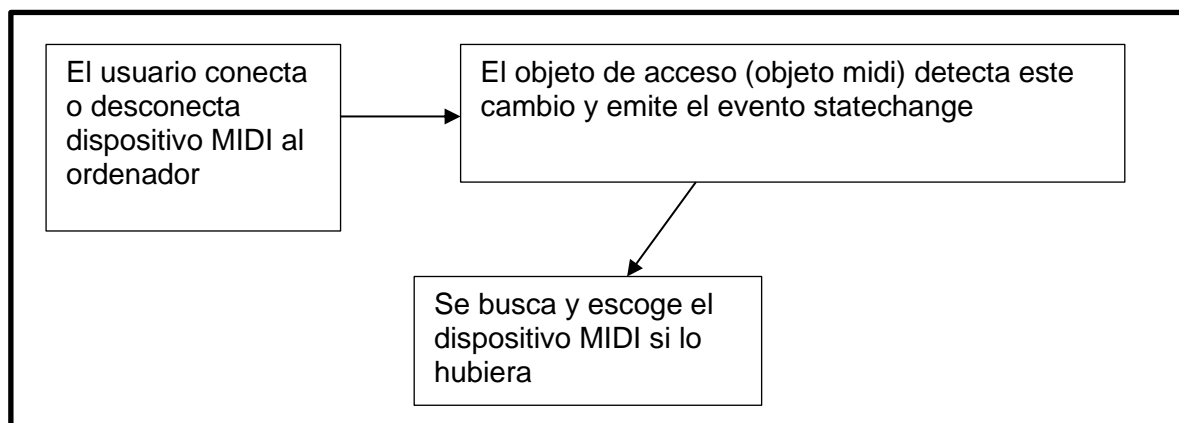 El usuario conecta
o desconecta
dispositivo MIDI al
ordenador
El objeto de acceso (objeto midi) detecta este
cambio y emite el evento statechange
Se busca y escoge el
dispositivo MIDI si lo
hubiera